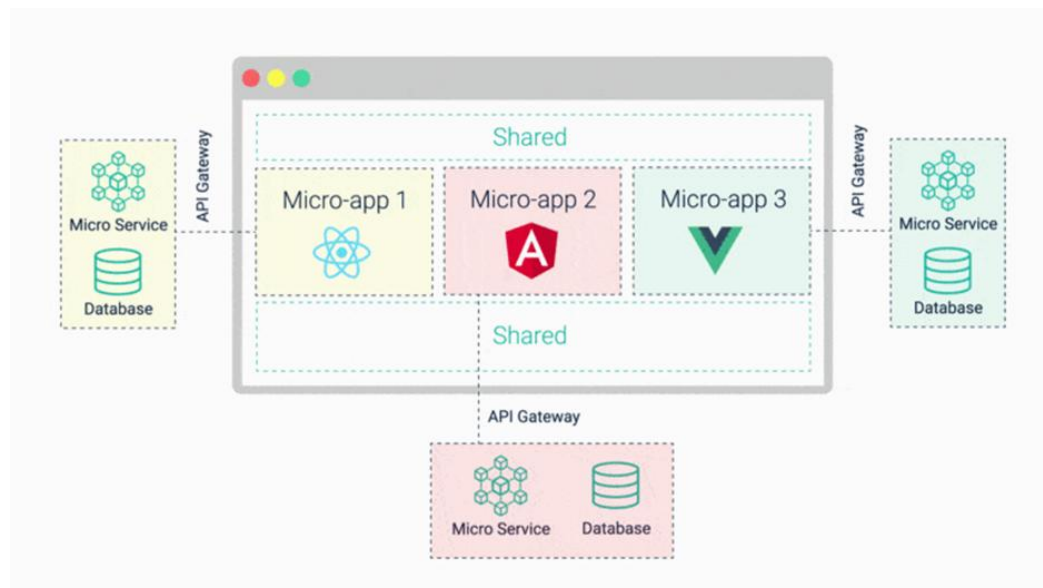 Shared
API Gateway
API Gateway
Micro-app 1
Micro-app 2
Micro-app 3
Micro Service
Database
Micro Service
Database
Shared
API Gateway
Micro Service
Database